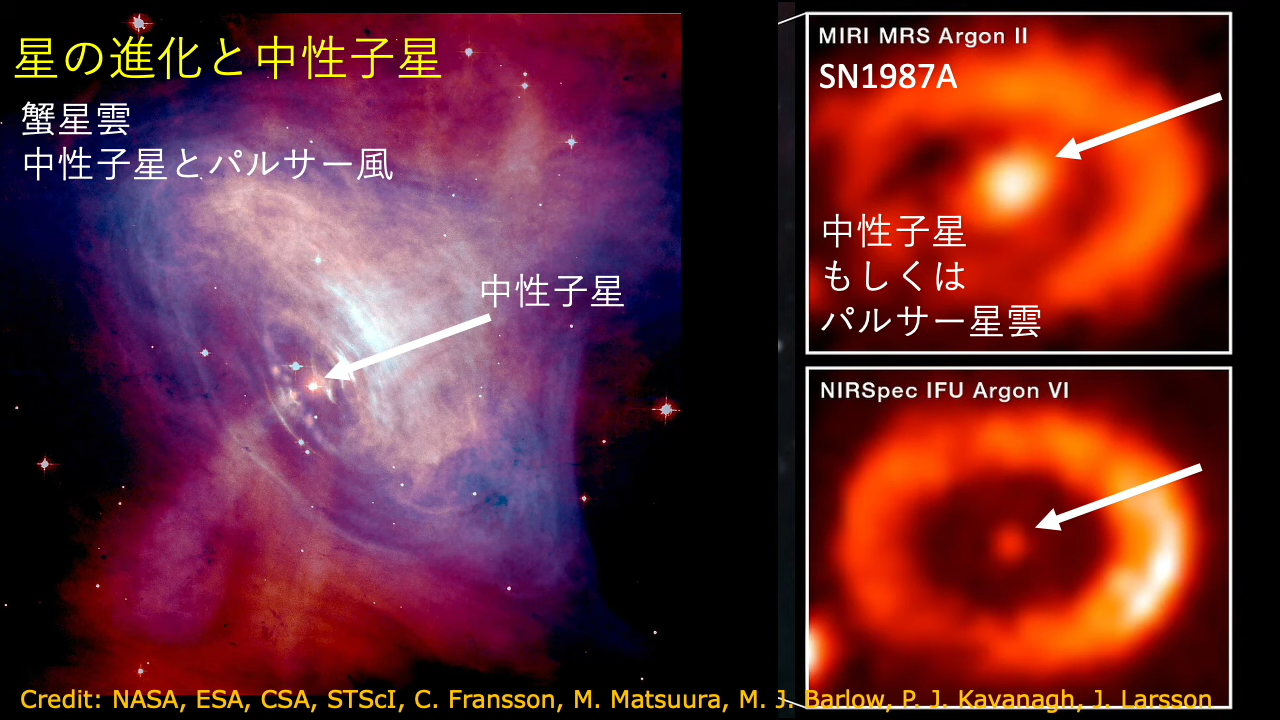 星の進化と中性子星
蟹星雲
中性子星とパルサー風
中性子星
MIRI MRS Argon II
SN1987A
中性子星
もしくは
パルサー星雲
NIRSpec IFU Argon VI
Credit: NASA, ESA, CSA, STScI, C. Fransson, M. Matsuura, M. J. Barlow, P. J. Kavanagh, J. Larsson